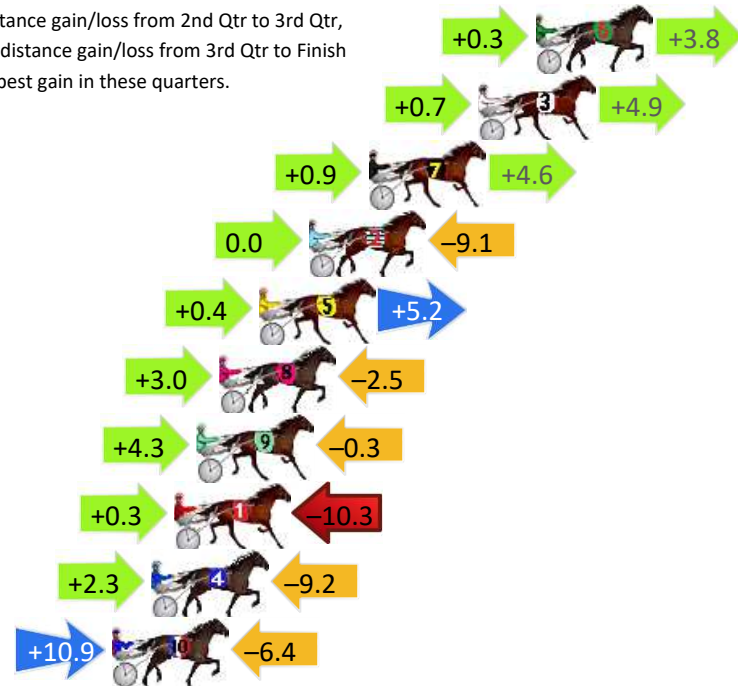 tance gain/loss from 2nd Qtr to 3rd Qtr,
distance gain/loss from 3rd Qtr to Finish
best gain in these quarters.
+0.3 6 +3.8
+0.7 3 +4.9
+0.9 7 +4.6
0.0 –9.1
+0.4 5 +5.2
+3.0 8 –2.5
+4.3 9 –0.3
+0.3 1 –10.3
+2.3 4 –9.2
+10.9 10 –6.4